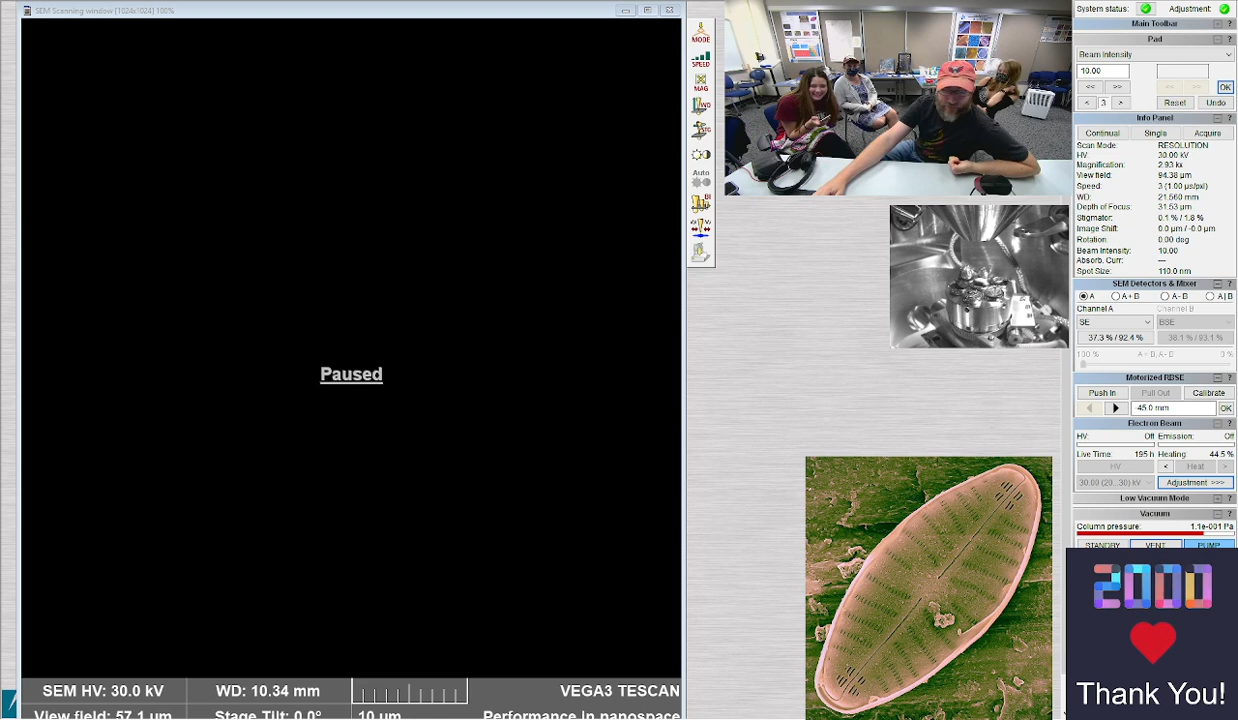 SEM Scanning window [1024x1024] 100%
Paused
SEM HV: 30.0 kV
WD: 10.34 mm
VEGA3 TESCAN
View field: 57.1 µm
Stage Tilt: 0.0°
10 µm
Performance in nanospace
MODE
SPEED
MAG
WD
STG
Auto
System status:
Adjustment:
Main Toolbar
?
Pad
?
Beam Intensity
10.00
<<
>>
<<
>>
OK
<
3
>
Reset
Undo
Info Panel
?
Continual
Single
Acquire
Scan Mode: RESOLUTION
HV: 30.00 kV
Magnification: 2.93 kx
View field: 94.38 µm
Speed: 3 (1.00 µs/pxl)
WD: 21.560 mm
Depth of Focus: 31.53 µm
Stigmator: 0.1 % / 1.8 %
Image Shift: 0.0 µm / -0.0 µm
Rotation: 0.00 deg
Beam Intensity: 10.00
Absorb. Curr: ---
Spot Size: 110.0 nm
SEM Detectors & Mixer
?
A
A + B
A - B
A | B
Channel A
Channel B
SE
BSE
37.3 % / 92.4 %
38.1 % / 93.1 %
100 %
A + B, A - B
0 %
Motorized RBSE
?
Push In
Pull Out
Calibrate
-45.0 mm
OK
Electron Beam
?
HV: Off
Emission: Off
Live Time: 195 h
Heating: 44.5 %
HV
<
Heat
>
30.00 (20...30) kV
Adjustment >>>
Low Vacuum Mode
?
Vacuum
?
Column pressure: 1.1e-001 Pa
STANDBY
VENT
PUMP
2000
Thank You!